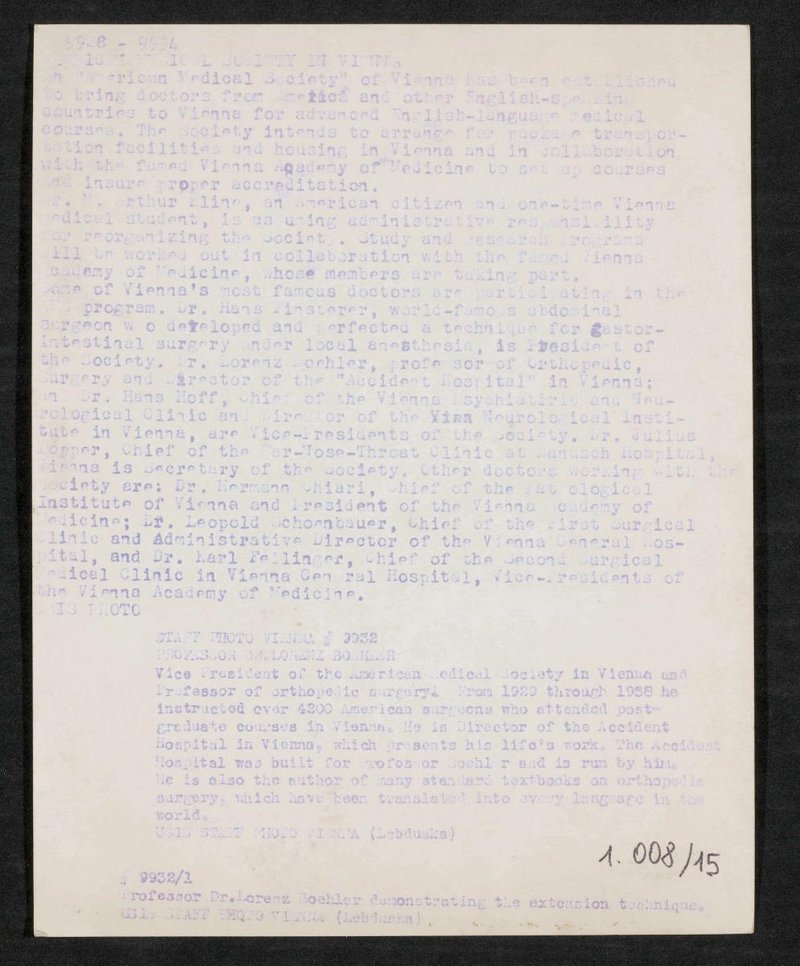 9928 - 9934
SOCIETY IN VIENNA
"American Medical Society" of Vienna has been established
to bring doctors from America and other English-speaking
countries to Vienna for advanced English-language medical
courses. The Society intends to arrange for package transpor-
tation facilities and housing in Vienna and in collaboration
with the famed Vienna Academy of Medicine to set up courses
and insure proper accreditation.
Dr. M. Arthur Kline, an American citizen and one-time Vienna
medical student, is assuming administrative responsibility
for reorganizing the Society. Study and research programs
will be worked out in collaboration with the famed Vienna
Academy of Medicine, whose members are taking part.
Some of Vienna's most famous doctors are participating in the
program. Dr. Hans Finsterer, world-famous abdominal
surgeon who developed and perfected a technique for gastor-
intestinal surgery under local anesthesia, is President of
the Society. Dr. Lorenz Boehler, professor of Orthopedic,
Surgery and Director of the "Accident Hospital" in Vienna;
and Dr. Hans Hoff, Chief of the Vienna Psychiatiric and Neu-
rological Clinic and Director of the Neurological Insti-
tute in Vienna, are Vice-Presidents of the Society. Dr. Julius
Popper, Chief of the Ear-Nose-Throat Clinic at Hospital,
Vienna is Secretary of the Society. Other doctors working with the
Society are: Dr. Hermann Chiari, Chief of the Pathological
Institute of Vienna and President of the Vienna Academy of
Medicine; Dr. Leopold Schoenbauer, Chief of the First Surgical
Clinic and Administrative Director of the Vienna General Hos-
pital, and Dr. Karl Fellinger, Chief of the Second Surgical
Medical Clinic in Vienna General Hospital, Vice-Presidents of
the Vienna Academy of Medicine.
USIS PHOTO
STAFF PHOTO VIENNA # 9932
PROFESSOR DR. LORENZ BOEHLER
Vice President of the American Medical Society in Vienna and
Professor of orthopedic surgery. From 1923 through 1938 he
instructed over 4200 American surgeons who attended post-
graduate courses in Vienna. He is Director of the Accident
Hospital in Vienna, which presents his life's work. The Accident
Hospital was built for Professor Boehler and is run by him.
He is also the author of many standard textbooks on orthopedic
surgery, which have been translated into every language in the
world.
USIS STAFF PHOTO VIENNA (Lebduska)
1.008/15
# 9932/1
Professor Dr.Lorenz Boehler demonstrating the extension technique.
USIS STAFF PHOTO VIENNA (Lebduska)